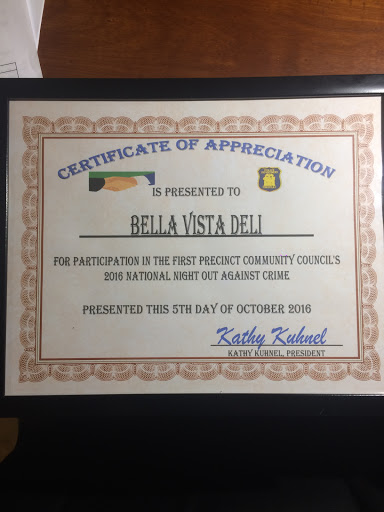 CERTIFICATE OF APPRECIATION
IS PRESENTED TO
BELLA VISTA DELI
FOR PARTICIPATION IN THE FIRST PRECINCT COMMUNITY COUNCIL'S
2016 NATIONAL NIGHT OUT AGAINST CRIME
PRESENTED THIS 5TH DAY OF OCTOBER 2016
Kathy Kuhnel
KATHY KUHNEL, PRESIDENT